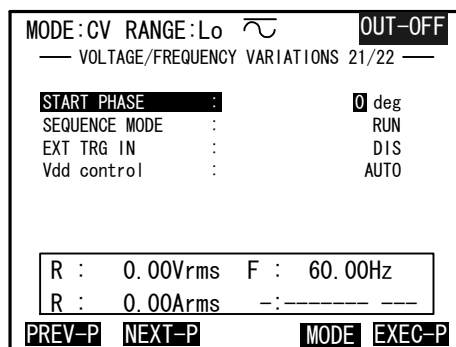 MODE:CV RANGE:Lo OUT-OFF
VOLTAGE/FREQUENCY VARIATIONS 21/22
START PHASE : 0 deg
SEQUENCE MODE : RUN
EXT TRG IN : DIS
Vdd control : AUTO
R : 0.00Vrms F : 60.00Hz
R : 0.00Arms -:------- ---
PREV-P NEXT-P MODE EXEC-P